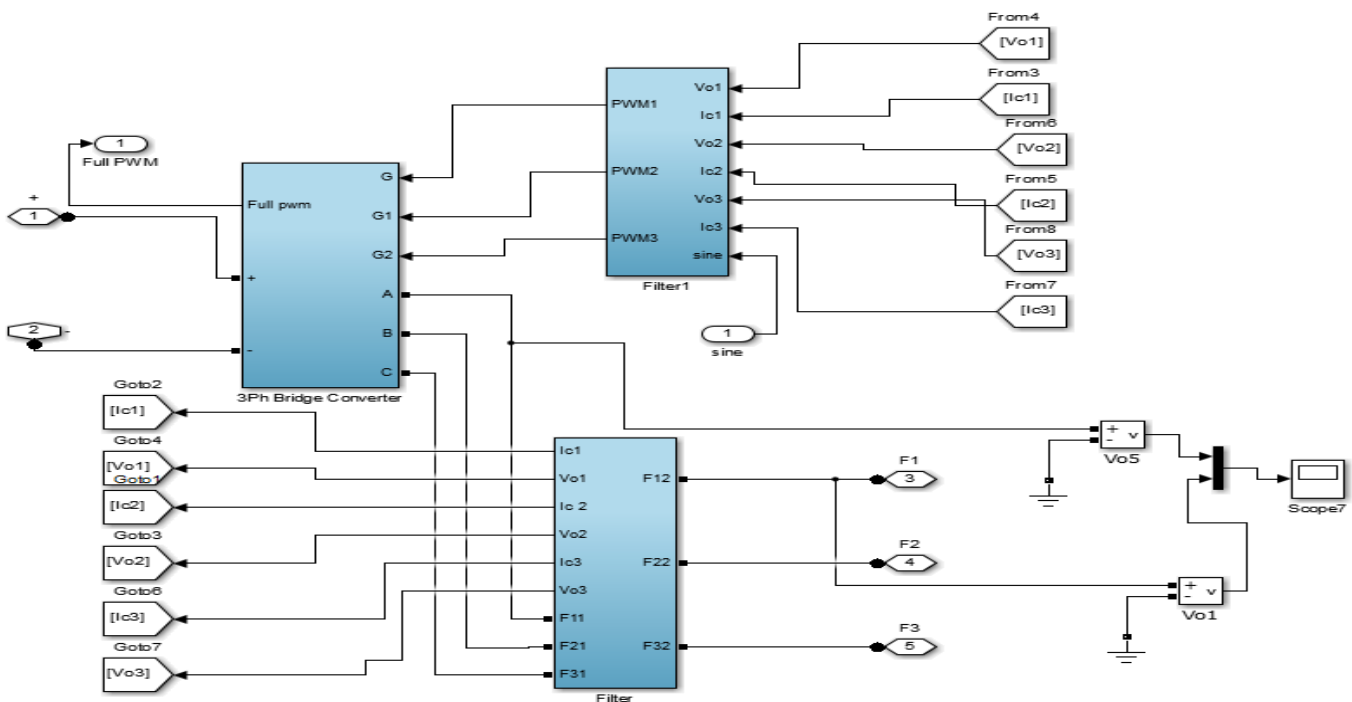 From4
[Vo1]
From3
[Ic1]
From6
[Vo2]
From5
[Ic2]
From8
[Vo3]
From7
[Ic3]
Vo1
Ic1
Vo2
Ic2
Vo3
Ic3
sine
PWM1
PWM2
PWM3
Filter1
1
sine
1
Full PWM
+
1
2
-
Full pwm
+
-
G
G1
G2
A
B
C
3Ph Bridge Converter
Goto2
[Ic1]
Goto4
[Vo1]
Goto1
[Ic2]
Goto3
[Vo2]
Goto6
[Ic3]
Goto7
[Vo3]
Ic1
Vo1
Ic 2
Vo2
Ic3
Vo3
F11
F21
F31
F12
F22
F32
Filter
F1
3
F2
4
F3
5
+
-
v
Vo5
+
-
v
Vo1
Scope7